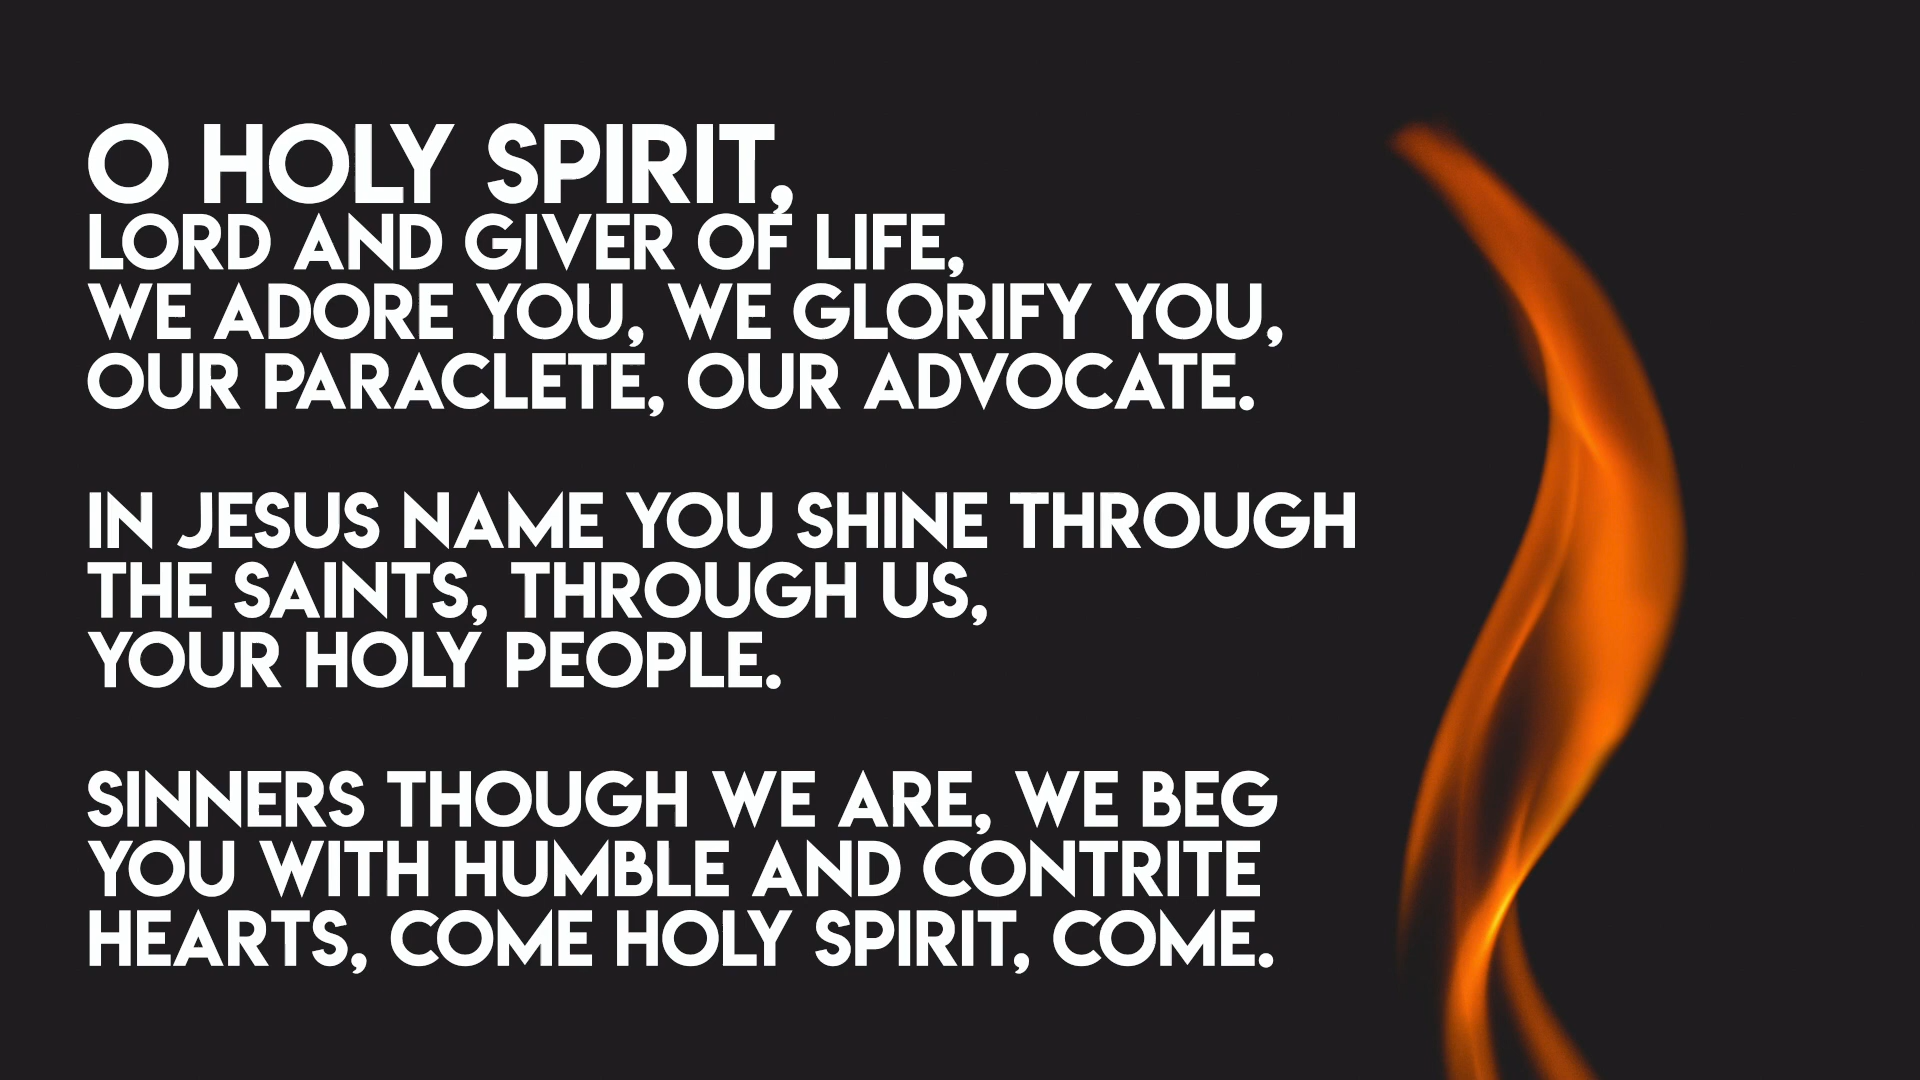 O HOLY SPIRIT,
LORD AND GIVER OF LIFE,
WE ADORE YOU, WE GLORIFY YOU,
OUR PARACLETE, OUR ADVOCATE.
IN JESUS NAME YOU SHINE THROUGH
THE SAINTS, THROUGH US,
YOUR HOLY PEOPLE.
SINNERS THOUGH WE ARE, WE BEG
YOU WITH HUMBLE AND CONTRITE
HEARTS, COME HOLY SPIRIT, COME.